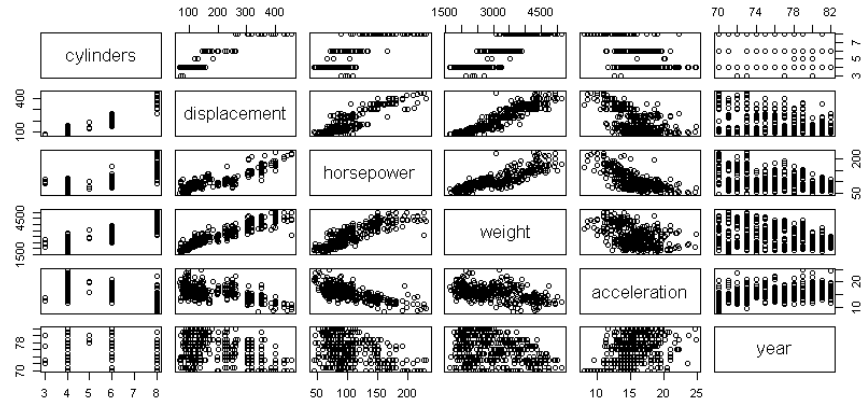 100 200 300 400
1500 3000 4500
70 74 78 82
cylinders
3 5 7
100 400
displacement
horsepower
50 200
1500 4500
weight
acceleration
10 20
70 78
year
3 4 5 6 7 8
50 100 150 200
10 15 20 25